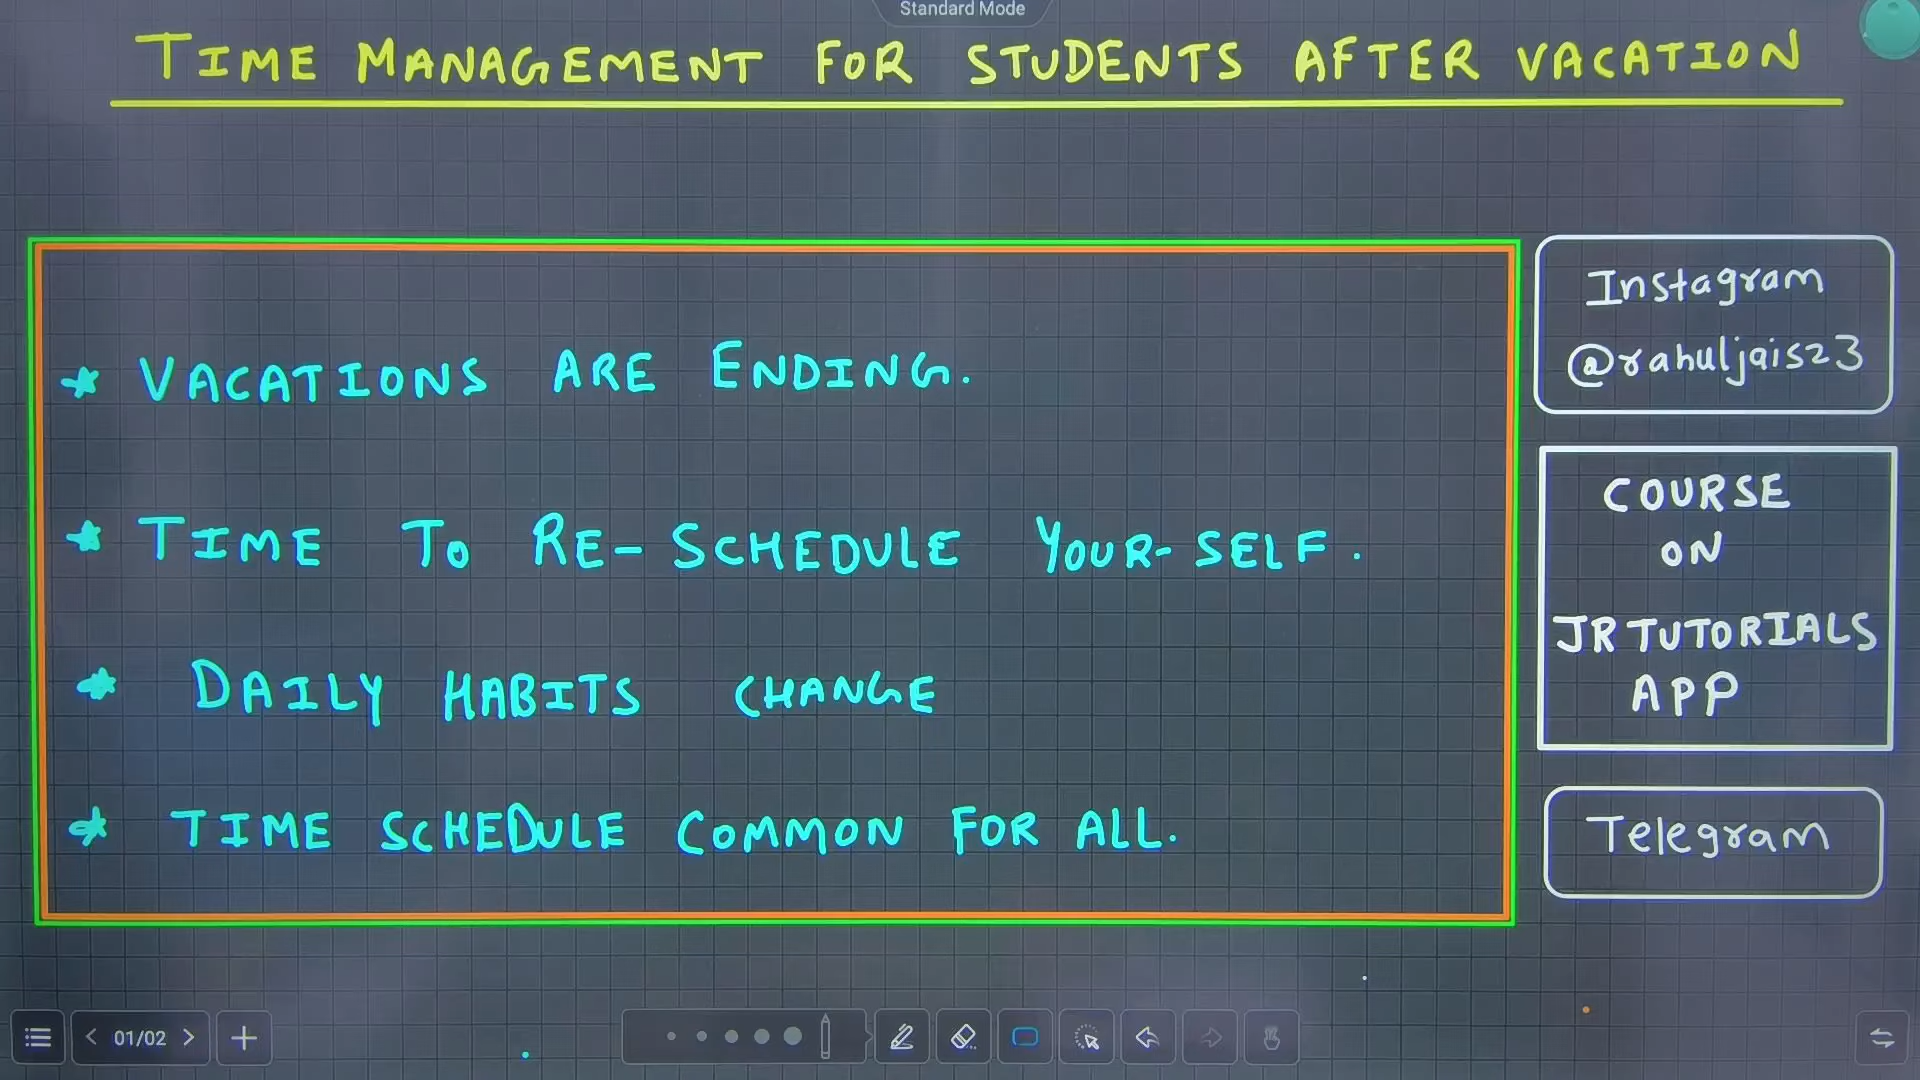 Standard Mode
TIME MANAGEMENT FOR STUDENTS AFTER VACATION
* VACATIONS ARE ENDING.
* TIME TO RE-SCHEDULE YOUR-SELF.
* DAILY HABITS CHANGE
* TIME SCHEDULE COMMON FOR ALL.
Instagram
@rahuljais23
COURSE
ON
JR TUTORIALS
APP
Telegram
01/02